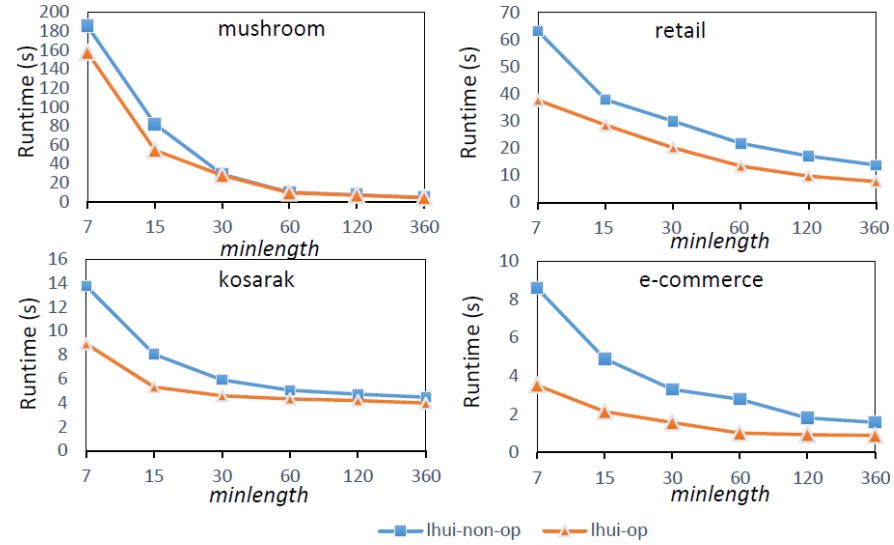 mushroom
Runtime (s)
200
180
160
140
120
100
80
60
40
20
0
7 15 30 60 120 360
minlength
retail
Runtime (s)
70
60
50
40
30
20
10
0
7 15 30 60 120 360
minlength
kosarak
Runtime (s)
16
14
12
10
8
6
4
2
0
7 15 30 60 120 360
minlength
e-commerce
Runtime (s)
10
8
6
4
2
0
7 15 30 60 120 360
minlength
lhui-non-op lhui-op